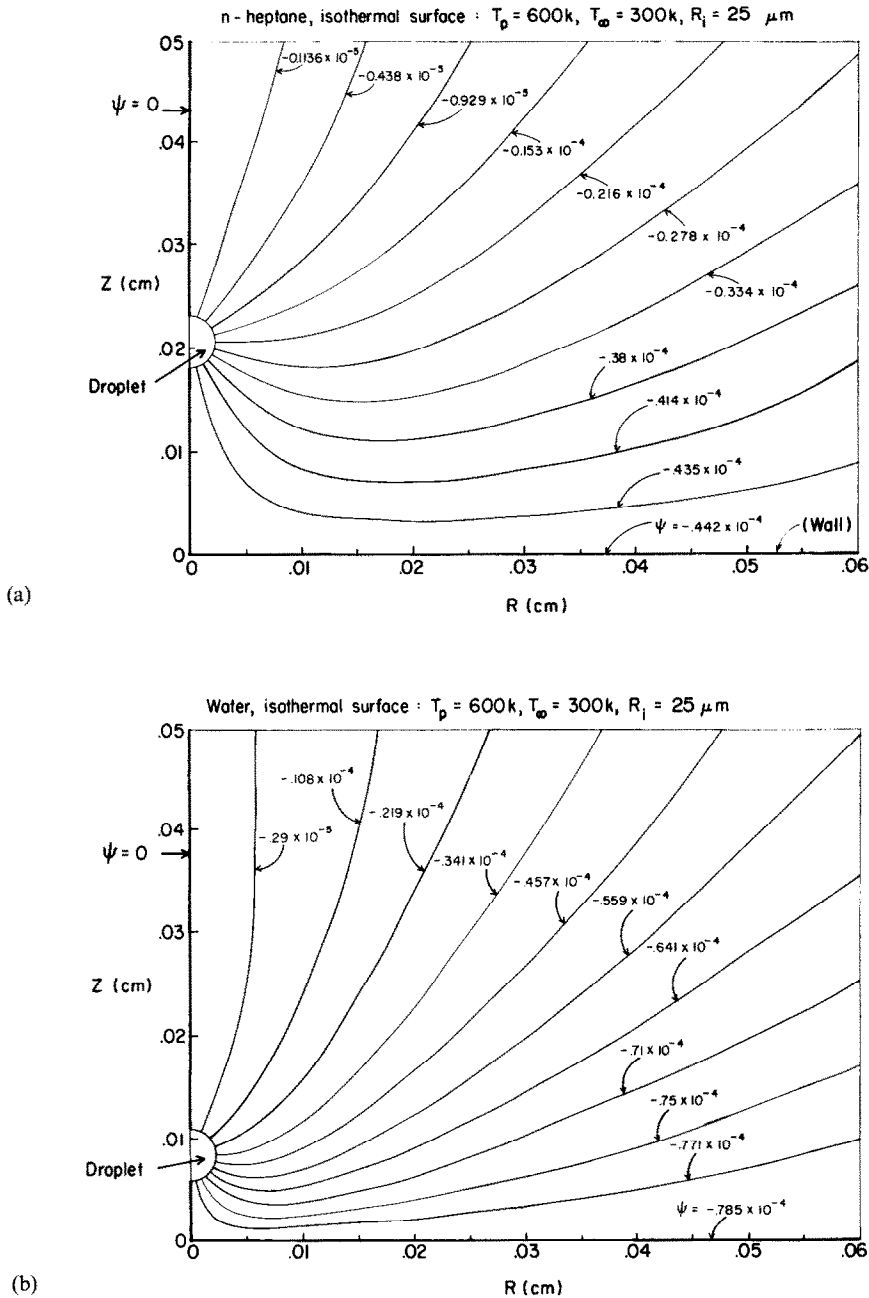 n-heptane, isothermal surface : Tp = 600k, T∞ = 300k, Ri = 25 μm
05
.04
.03
.02
.01
0
Z (cm)
ψ = 0
Droplet
-0.1136 x 10⁻⁵
-0.438 x 10⁻⁵
-0.929 x 10⁻⁵
-0.153 x 10⁻⁴
-0.216 x 10⁻⁴
-0.278 x 10⁻⁴
-0.334 x 10⁻⁴
-.38 x 10⁻⁴
-.414 x 10⁻⁴
-.435 x 10⁻⁴
ψ = -.442 x 10⁻⁴
(Wall)
0 .01 .02 .03 .04 .05 .06
R (cm)
(a)
Water, isothermal surface : Tp = 600k, T∞ = 300k, Ri = 25 μm
.05
.04
.03
.02
.01
0
Z (cm)
ψ = 0
Droplet
-.108 x 10⁻⁴
-.29 x 10⁻⁵
-.219 x 10⁻⁴
-.341 x 10⁻⁴
-.457 x 10⁻⁴
-.559 x 10⁻⁴
-.641 x 10⁻⁴
-.71 x 10⁻⁴
-.75 x 10⁻⁴
-.771 x 10⁻⁴
ψ = -.785 x 10⁻⁴
0 .01 .02 .03 .04 .05 .06
R (cm)
(b)